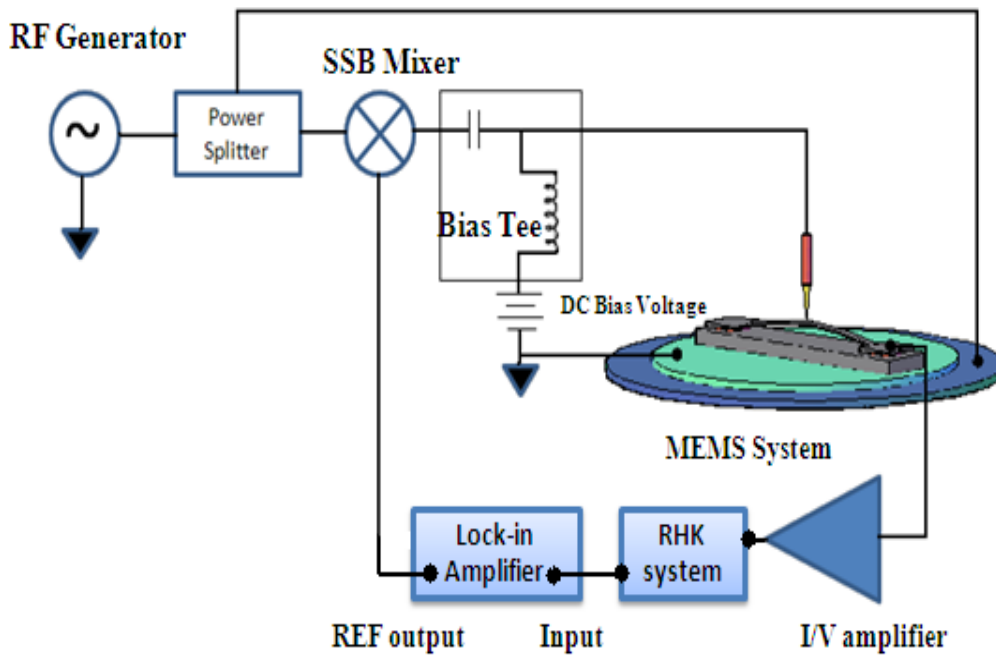 RF Generator
SSB Mixer
~
Power
Splitter
Bias Tee
DC Bias Voltage
MEMS System
Lock-in
Amplifier
RHK
system
REF output
Input
I/V amplifier